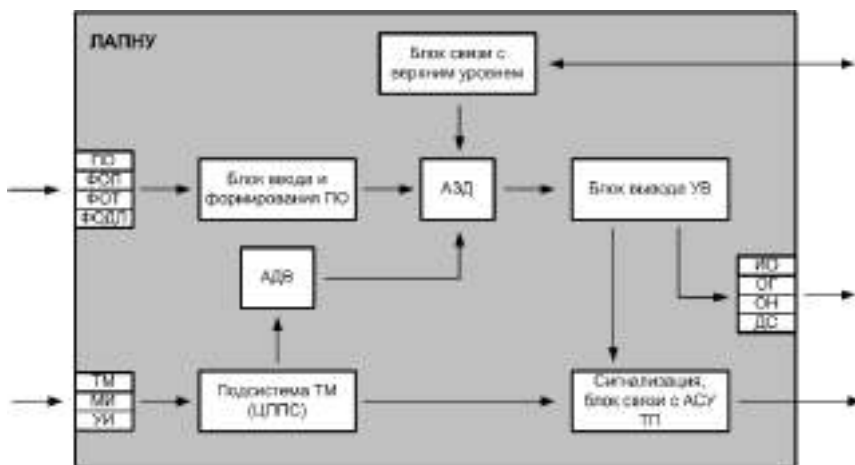 ЛАПНУ
Блок связи с
верхним уровнем
ПО
ФОЛ
ФОТ
ФОДЛ
Блок ввода и
формирования ПО
АЗД
Блок вывода УВ
АДВ
ИО
ОГ
ОН
ДС
ТМ
МИ
УИ
Подсистема ТМ
(ЦППС)
Сигнализация,
блок связи с АСУ
ТП